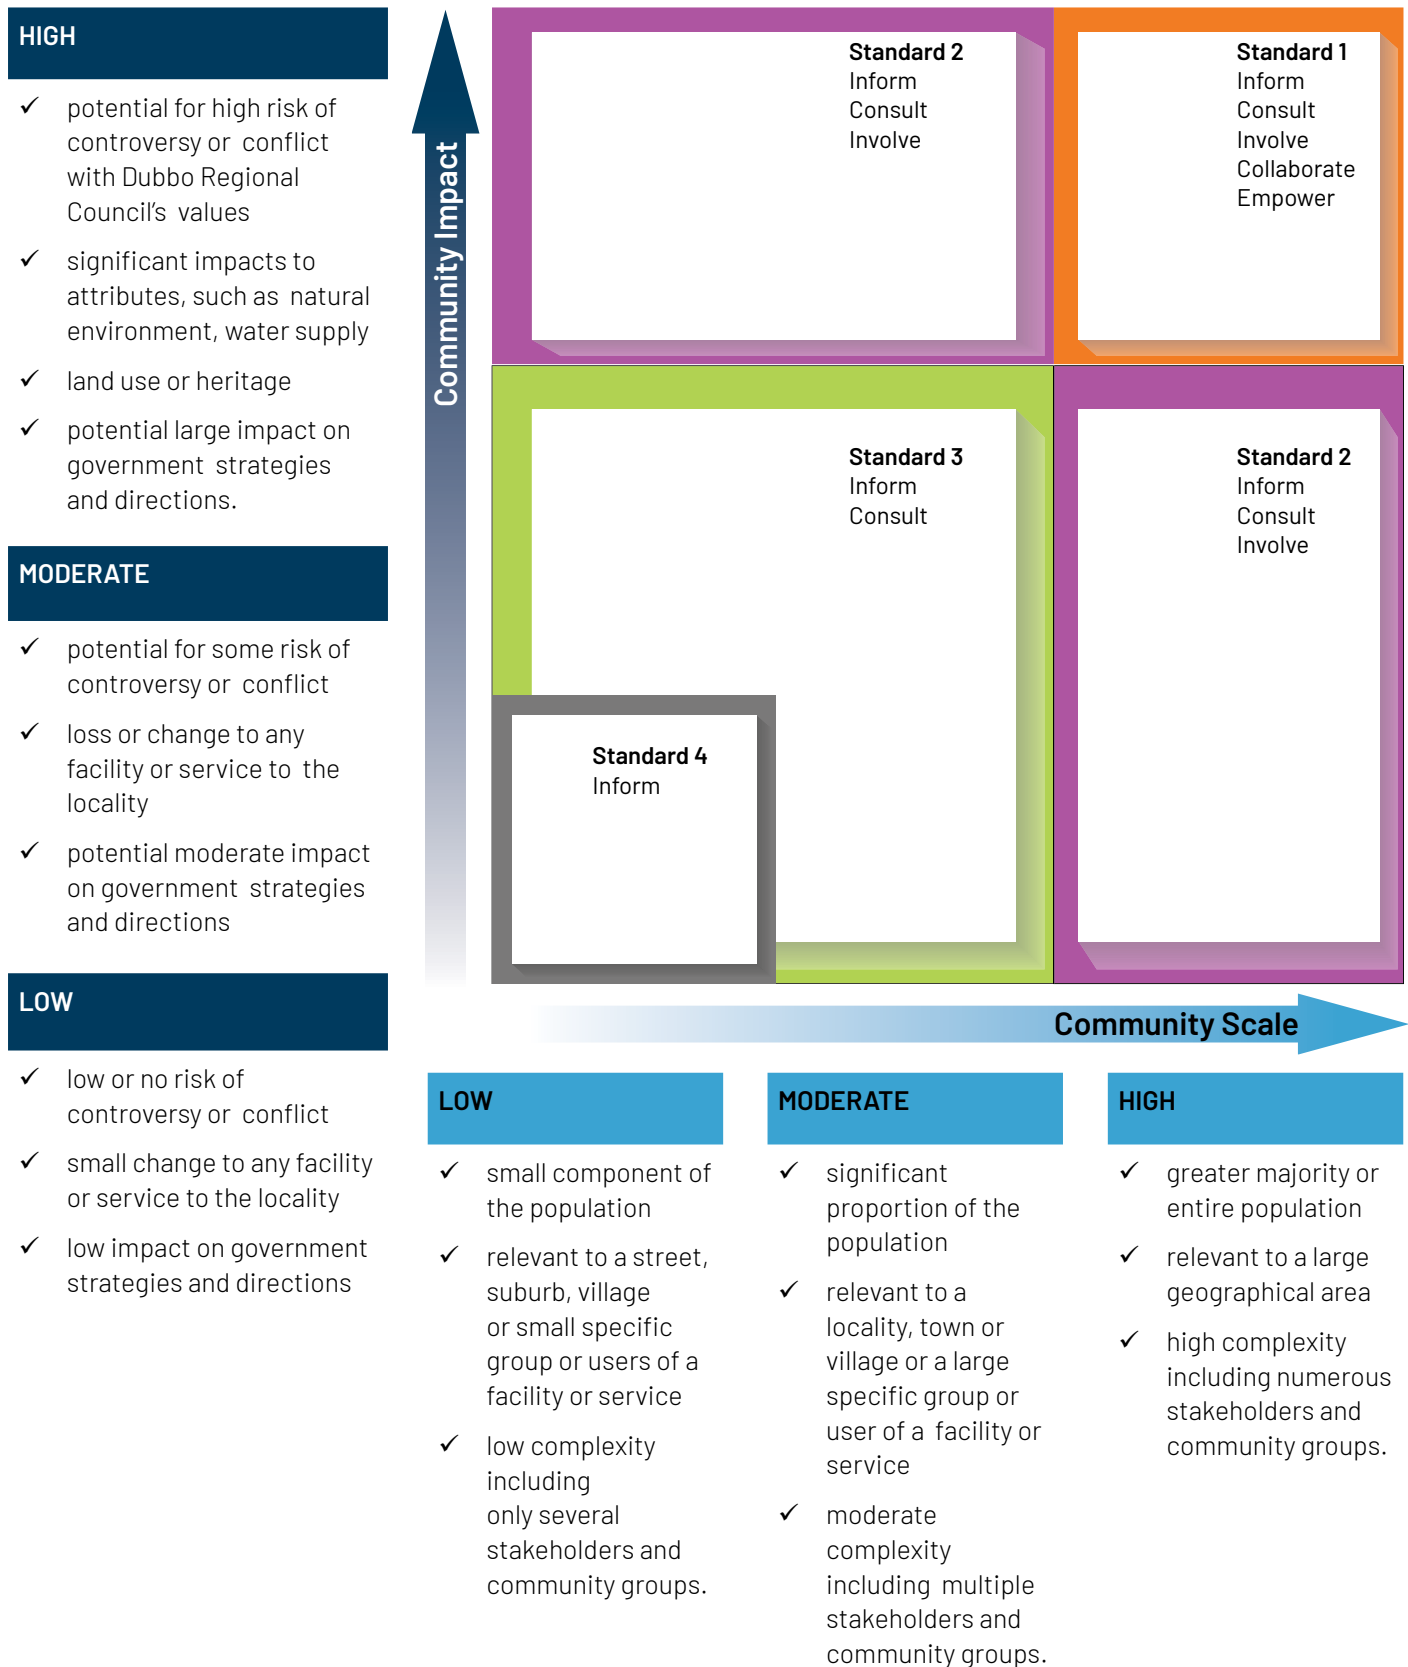 HIGH
✓ potential for high risk of
controversy or conflict
with Dubbo Regional
Council's values
✓ significant impacts to
attributes, such as natural
environment, water supply
✓ land use or heritage
✓ potential large impact on
government strategies
and directions.
MODERATE
✓ potential for some risk of
controversy or conflict
✓ loss or change to any
facility or service to the
locality
✓ potential moderate impact
on government strategies
and directions
LOW
✓ low or no risk of
controversy or conflict
✓ small change to any facility
or service to the locality
✓ low impact on government
strategies and directions
Community Impact
Standard 2
Inform
Consult
Involve
Standard 1
Inform
Consult
Involve
Collaborate
Empower
Standard 3
Inform
Consult
Standard 2
Inform
Consult
Involve
Standard 4
Inform
Community Scale
LOW
✓ small component of
the population
✓ relevant to a street,
suburb, village
or small specific
group or users of a
facility or service
✓ low complexity
including
only several
stakeholders and
community groups.
MODERATE
✓ significant
proportion of the
population
✓ relevant to a
locality, town or
village or a large
specific group or
user of a facility or
service
✓ moderate
complexity
including multiple
stakeholders and
community groups.
HIGH
✓ greater majority or
entire population
✓ relevant to a large
geographical area
✓ high complexity
including numerous
stakeholders and
community groups.